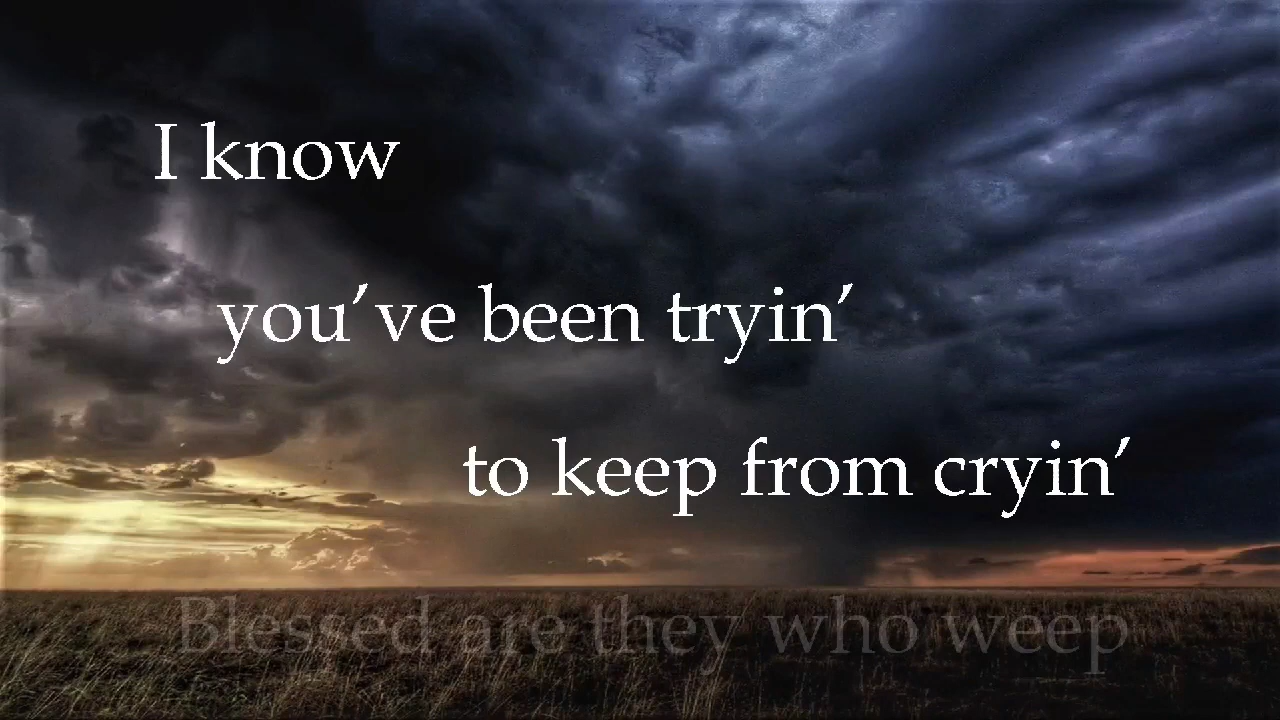 I know
you’ve been tryin’
to keep from cryin’
Blessed are they who weep